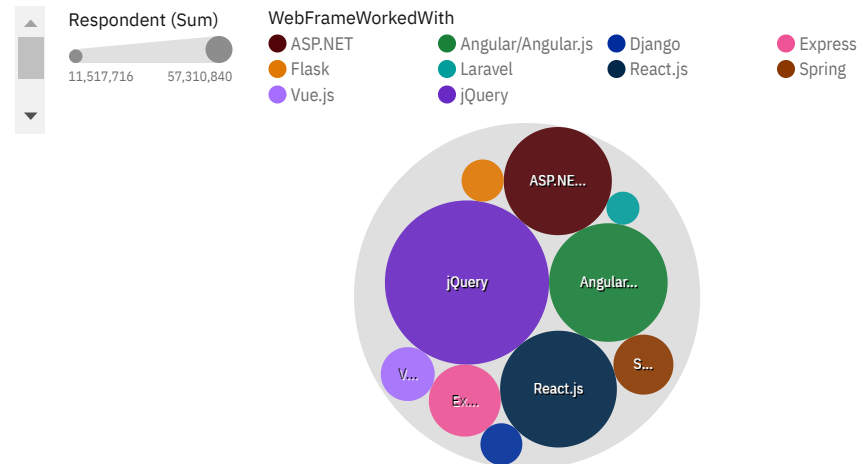 Respondent (Sum)
11,517,716 57,310,840
WebFrameWorkedWith
ASP.NET Angular/Angular.js Django Express
Flask Laravel React.js Spring
Vue.js jQuery
ASP.NE...
jQuery
Angular...
S...
V...
React.js
Ex...